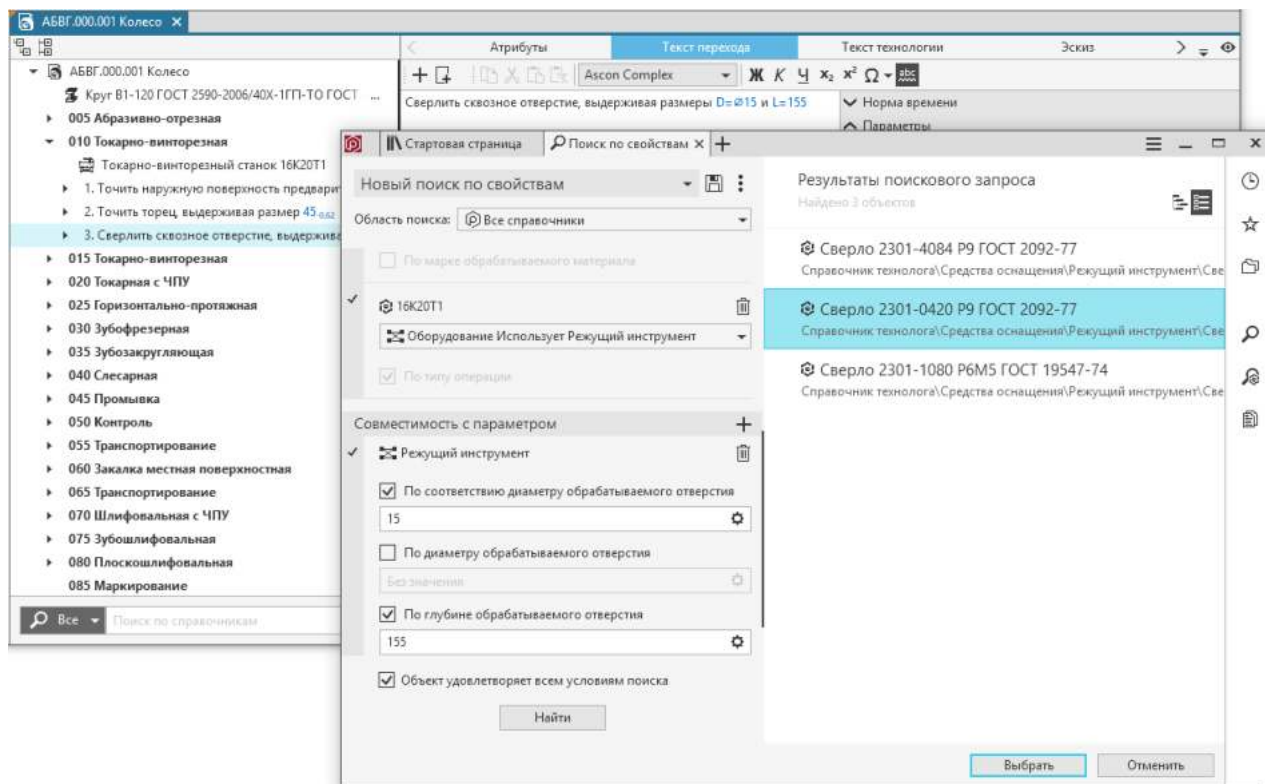 АБВГ.000.001 Колесо
Атрибуты Текст перехода Текст технологии Эскиз
АБВГ.000.001 Колесо
Круг В1-120 ГОСТ 2590-2006/40Х-1ГП-ТО ГОСТ ...
005 Абразивно-отрезная
010 Токарно-винторезная
Токарно-винторезный станок 16К20Т1
1. Точить наружную поверхность предварит
2. Точить торец, выдерживая размер 45-0,62
3. Сверлить сквозное отверстие, выдержива
015 Токарно-винторезная
020 Токарная с ЧПУ
025 Горизонтально-протяжная
030 Зубофрезерная
035 Зубозакругляющая
040 Слесарная
045 Промывка
050 Контроль
055 Транспортирование
060 Закалка местная поверхностная
065 Транспортирование
070 Шлифовальная с ЧПУ
075 Зубошлифовальная
080 Плоскошлифовальная
085 Маркирование
Все Поиск по справочникам
Ascon Complex Ж К Ч x₂ x² Ω abc
Сверлить сквозное отверстие, выдерживая размеры D=⌀15 и L=155
Норма времени
Параметры
Стартовая страница Поиск по свойствам
Новый поиск по свойствам
Область поиска: Все справочники
По марке обрабатываемого материала
16К20Т1
Оборудование Использует Режущий инструмент
По типу операции
Совместимость с параметром
Режущий инструмент
По соответствию диаметру обрабатываемого отверстия
15
По диаметру обрабатываемого отверстия
Без значения
По глубине обрабатываемого отверстия
155
Объект удовлетворяет всем условиям поиска
Найти
Результаты поискового запроса
Найдено 3 объектов
Сверло 2301-4084 Р9 ГОСТ 2092-77
Справочник технолога\Средства оснащения\Режущий инструмент\Све
Сверло 2301-0420 Р9 ГОСТ 2092-77
Справочник технолога\Средства оснащения\Режущий инструмент\Све
Сверло 2301-1080 Р6М5 ГОСТ 19547-74
Справочник технолога\Средства оснащения\Режущий инструмент\Све
Выбрать Отменить